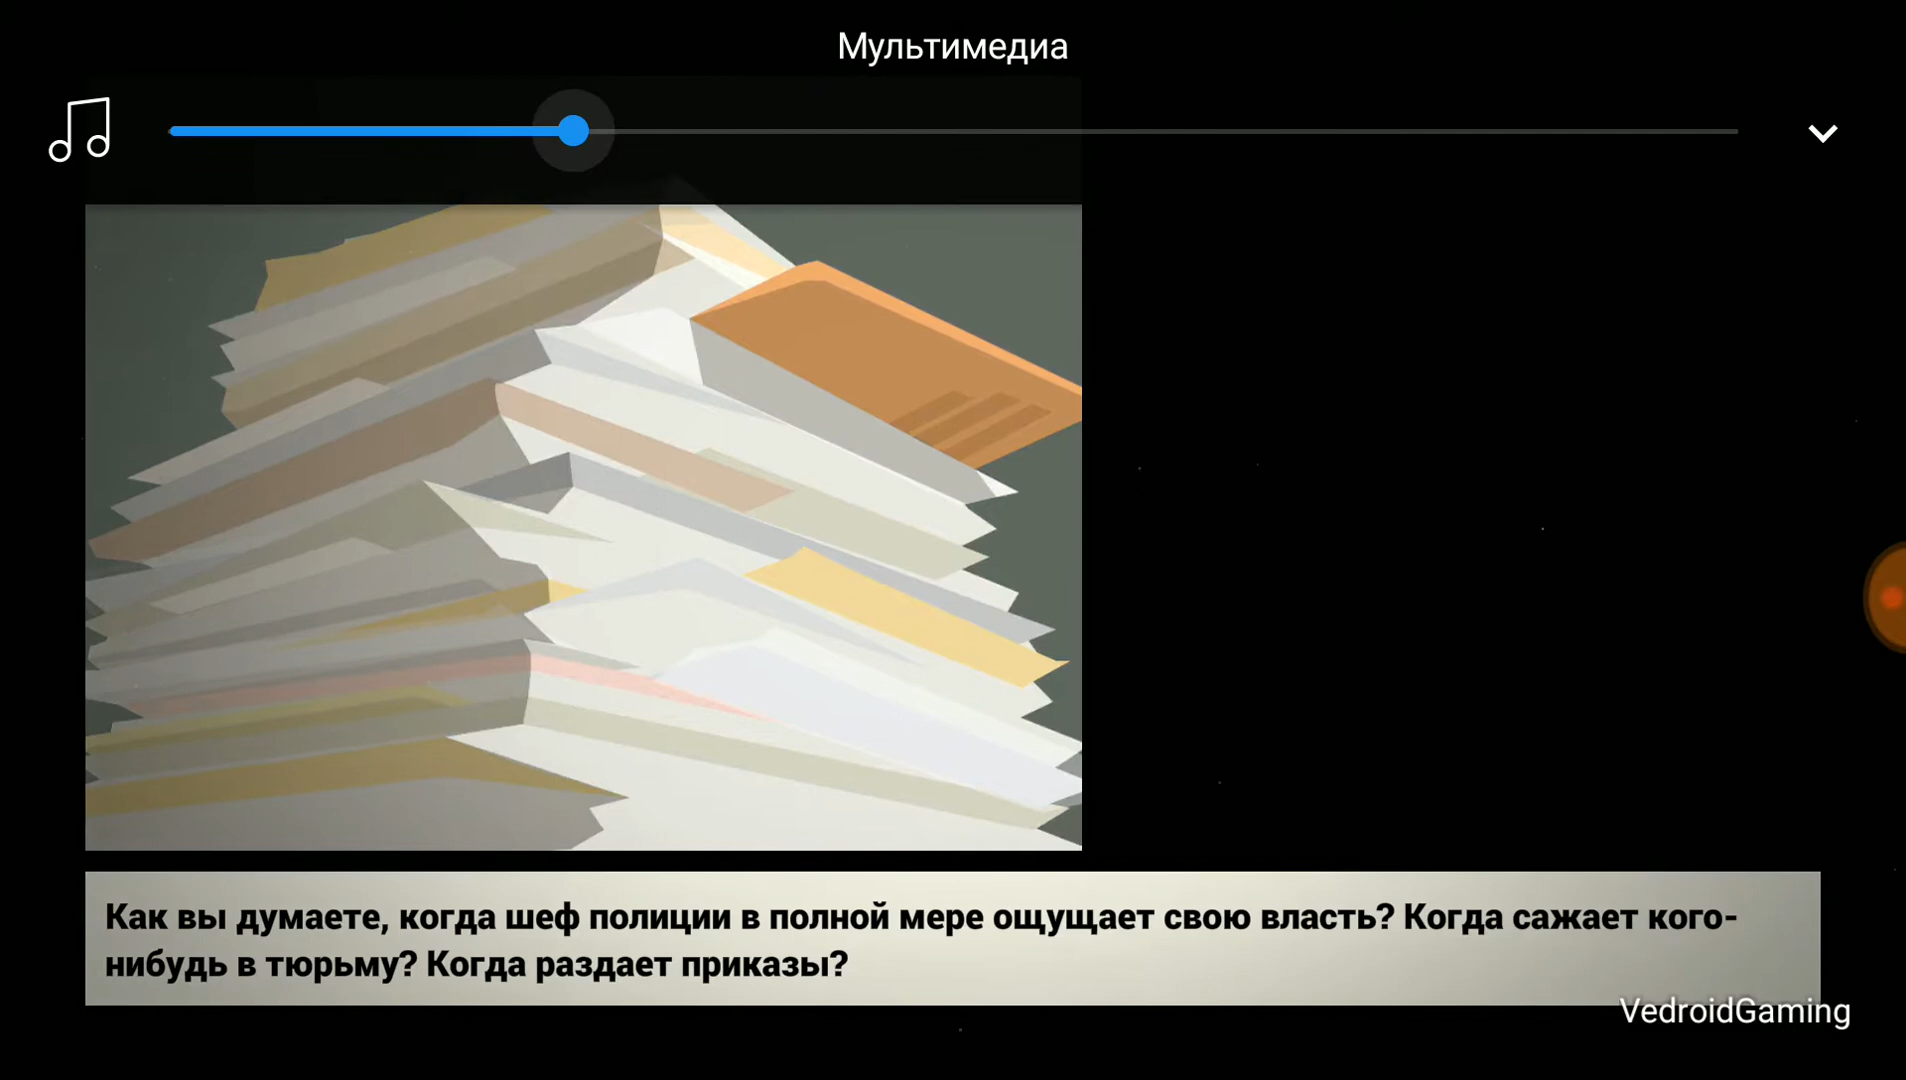 Мультимедиа
Как вы думаете, когда шеф полиции в полной мере ощущает свою власть? Когда сажает кого-
нибудь в тюрьму? Когда раздает приказы?
VedroidGaming